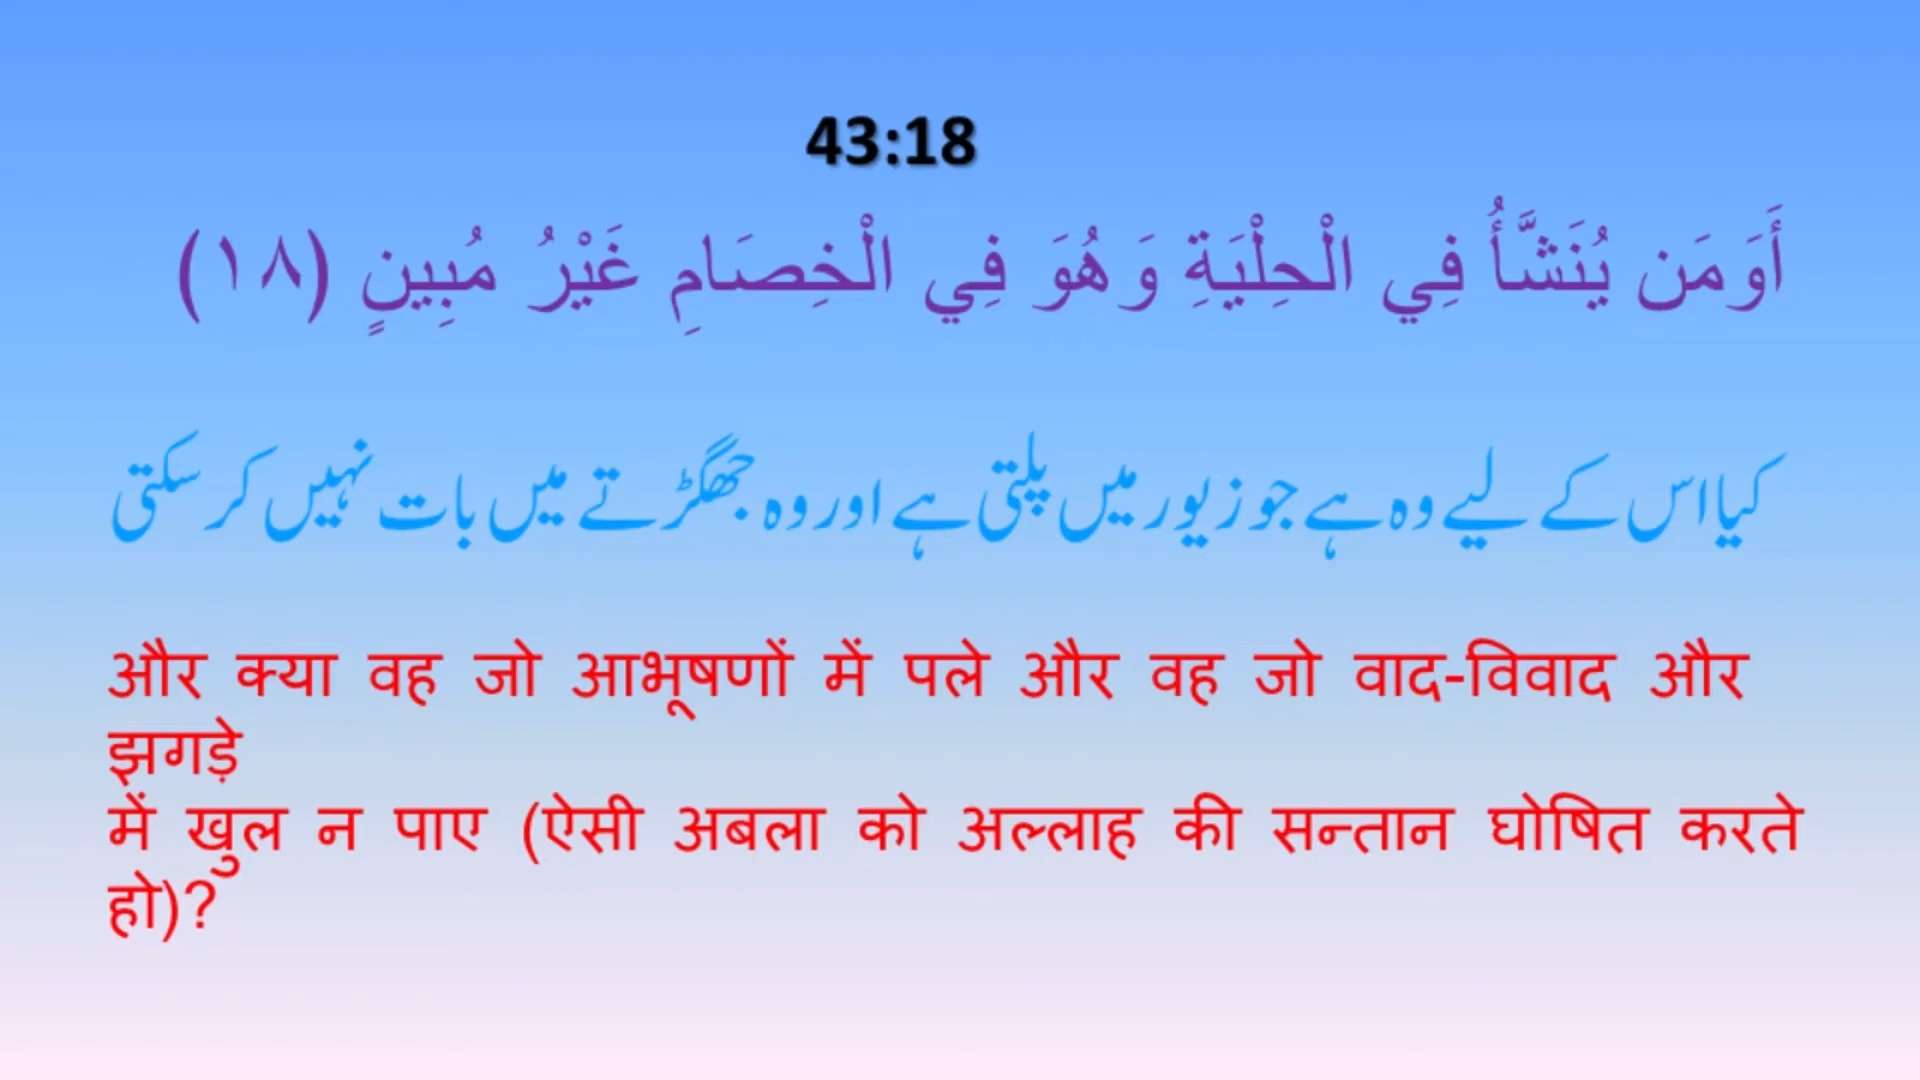 43:18
أَوَمَن يُنَشَّأُ فِي الْحِلْيَةِ وَهُوَ فِي الْخِصَامِ غَيْرُ مُبِينٍ (١٨)
کیا اس کے لیے وہ ہے جو زیور میں پلتی ہے اور وہ جھگڑتے میں بات نہیں کر سکتی
और क्या वह जो आभूषणों में पले और वह जो वाद-विवाद और
झगड़े
में खुल न पाए (ऐसी अबला को अल्लाह की सन्तान घोषित करते
हो)?